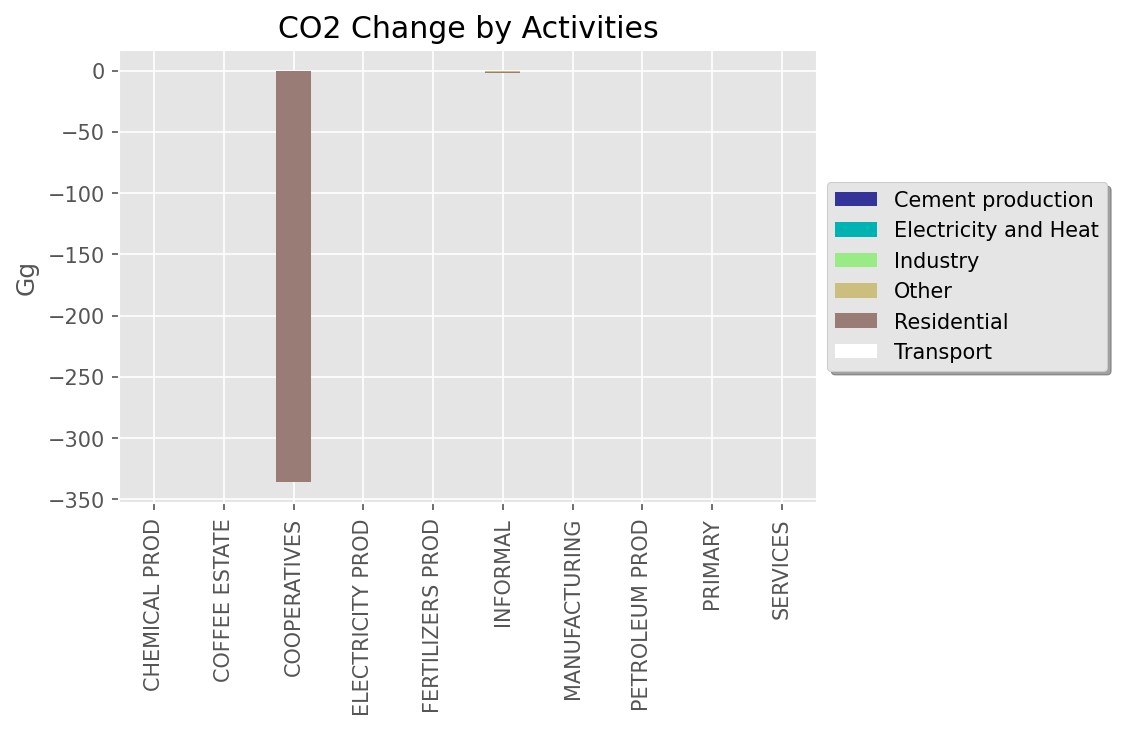 CO2 Change by Activities
Gg
0
−50
−100
−150
−200
−250
−300
−350
CHEMICAL PROD
COFFEE ESTATE
COOPERATIVES
ELECTRICITY PROD
FERTILIZERS PROD
INFORMAL
MANUFACTURING
PETROLEUM PROD
PRIMARY
SERVICES
Cement production
Electricity and Heat
Industry
Other
Residential
Transport